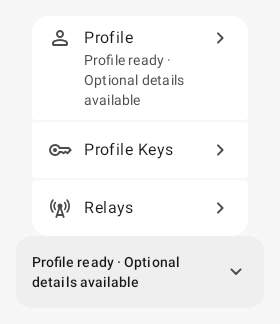 Profile
Profile ready ·
Optional details
available
Profile Keys
Relays
Profile ready · Optional
details available